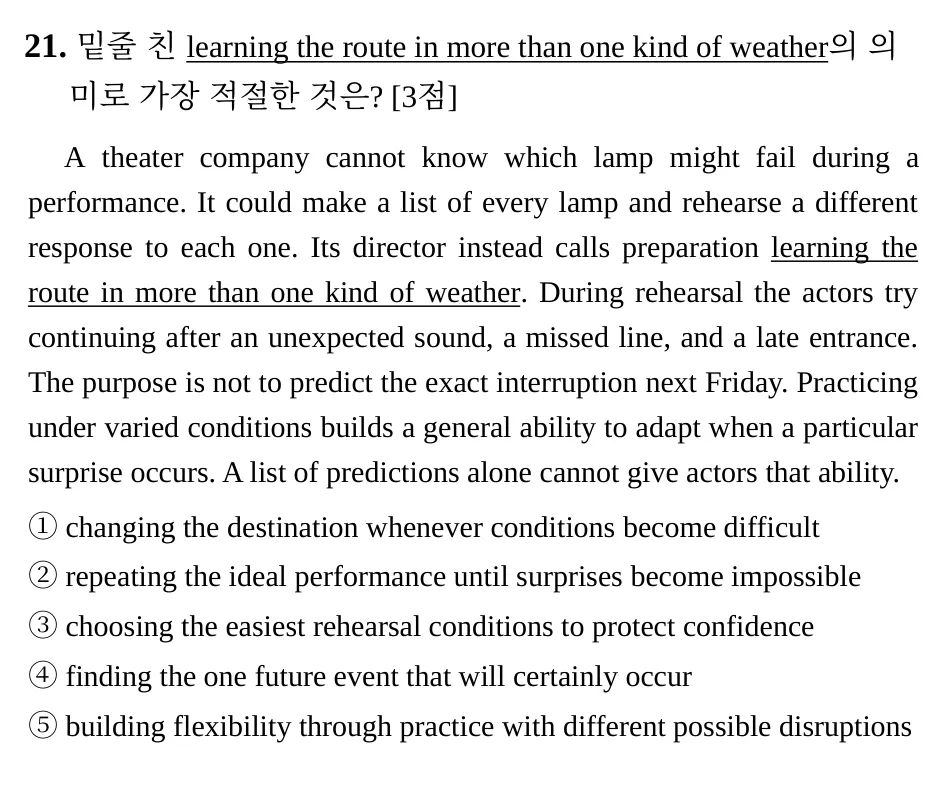 21. 밑줄 친 learning the route in more than one kind of weather의 의
미로 가장 적절한 것은? [3점]
A theater company cannot know which lamp might fail during a
performance. It could make a list of every lamp and rehearse a different
response to each one. Its director instead calls preparation learning the
route in more than one kind of weather. During rehearsal the actors try
continuing after an unexpected sound, a missed line, and a late entrance.
The purpose is not to predict the exact interruption next Friday. Practicing
under varied conditions builds a general ability to adapt when a particular
surprise occurs. A list of predictions alone cannot give actors that ability.
① changing the destination whenever conditions become difficult
② repeating the ideal performance until surprises become impossible
③ choosing the easiest rehearsal conditions to protect confidence
④ finding the one future event that will certainly occur
⑤ building flexibility through practice with different possible disruptions